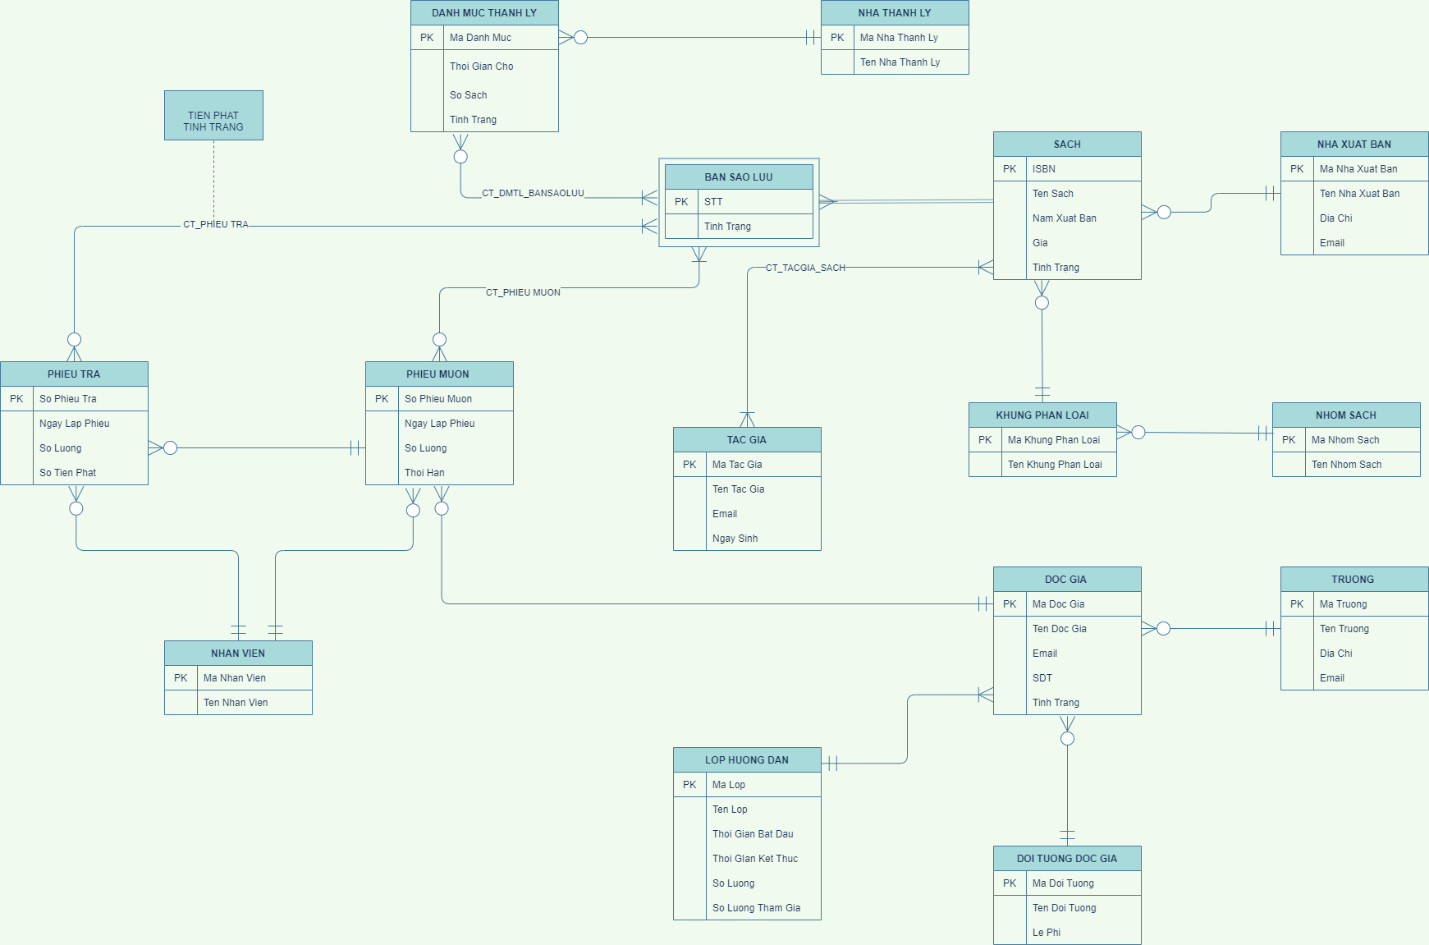 DANH MUC THANH LY
PK Ma Danh Muc
Thoi Gian Cho
So Sach
Tinh Trang
NHA THANH LY
PK Ma Nha Thanh Ly
Ten Nha Thanh Ly
TIEN PHAT
TINH TRANG
SACH
PK ISBN
Ten Sach
Nam Xuat Ban
Gia
Tinh Trạng
NHA XUAT BAN
PK Ma Nha Xuat Ban
Ten Nha Xuat Ban
Dia Chi
Email
BAN SAO LUU
PK STT
Tinh Trạng
CT_DMTL_BANSAOLUU
CT_PHIEU TRA
CT_TACGIA_SACH
CT_PHIEU MUON
PHIEU TRA
PK So Phieu Tra
Ngay Lap Phieu
So Luong
So Tien Phat
PHIEU MUON
PK So Phieu Muon
Ngay Lap Phieu
So Luong
Thoi Han
TAC GIA
PK Ma Tac Gia
Ten Tac Gia
Email
Ngay Sinh
KHUNG PHAN LOAI
PK Ma Khung Phan Loai
Ten Khung Phan Loai
NHOM SACH
PK Ma Nhom Sach
Ten Nhom Sach
NHAN VIEN
PK Ma Nhan Vien
Ten Nhan Vien
DOC GIA
PK Ma Doc Gia
Ten Doc Gia
Email
SDT
Tinh Trang
TRUONG
PK Ma Truong
Ten Truong
Dia Chi
Email
LOP HUONG DAN
PK Ma Lop
Ten Lop
Thoi Gian Bat Dau
Thoi GIan Ket Thuc
So Luong
So Luong Tham Gia
DOI TUONG DOC GIA
PK Ma Doi Tuong
Ten Doi Tuong
Le Phi